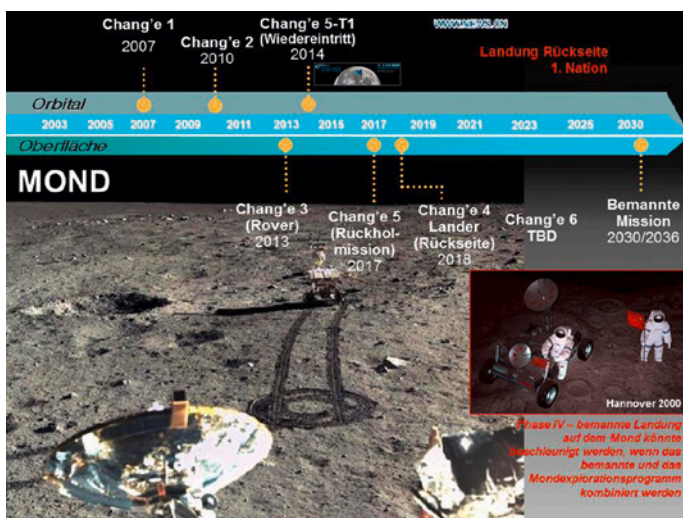 Chang'e 1
2007
Chang'e 2
2010
Chang'e 5-T1
(Wiedereintritt)
2014
Landung Rückseite
1. Nation
Orbital
2003 2005 2007 2009 2011 2013 2015 2017 2019 2021 2023 2025 2030
Oberfläche
MOND
Chang'e 3
(Rover)
2013
Chang'e 5
(Rückhol-
mission)
2017
Chang'e 4
Lander
(Rückseite)
2018
Chang'e 6
TBD
Bemannte
Mission
2030/2036
Hannover 2000
Phase IV – bemannte Landung
auf dem Mond könnte
beschleunigt werden, wenn das
bemannte und das
Mondexplorationsprogramm
kombiniert werden